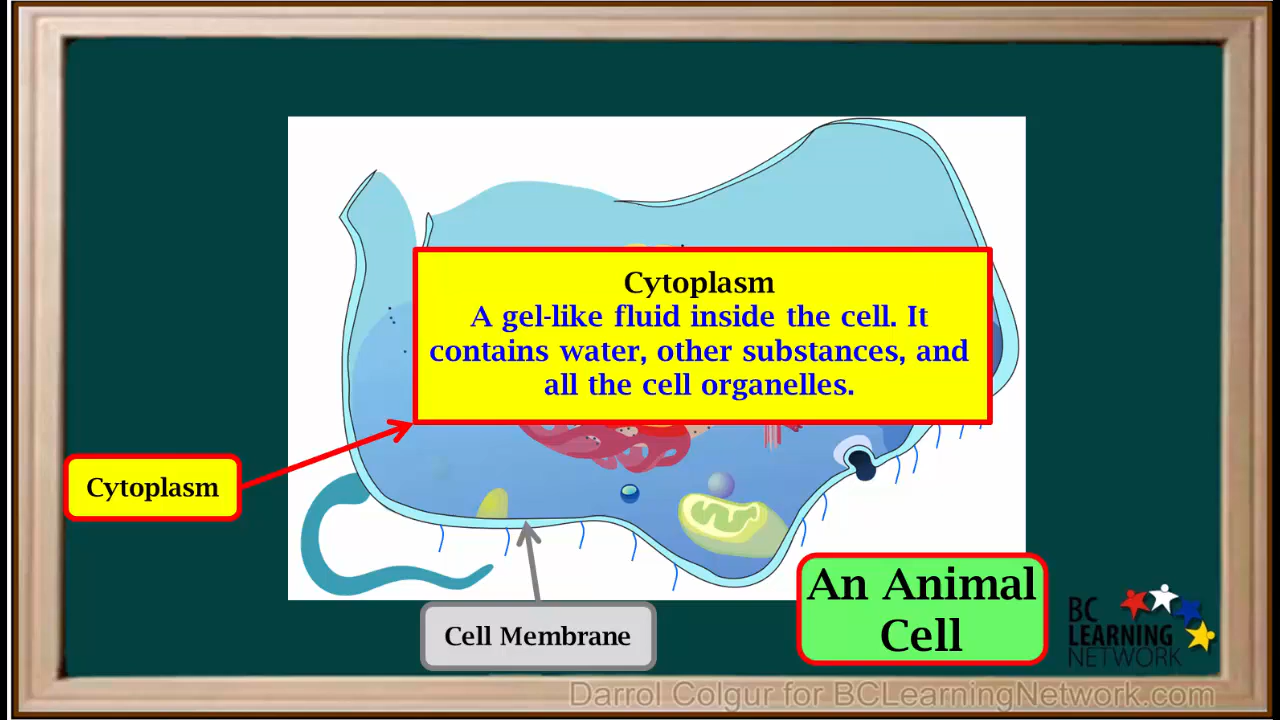 Cytoplasm
A gel-like fluid inside the cell. It
contains water, other substances, and
all the cell organelles.
Cytoplasm
Cell Membrane
An Animal
Cell
BC
LEARNING
NETWORK
Darrol Colgur for BCLearningNetwork.com